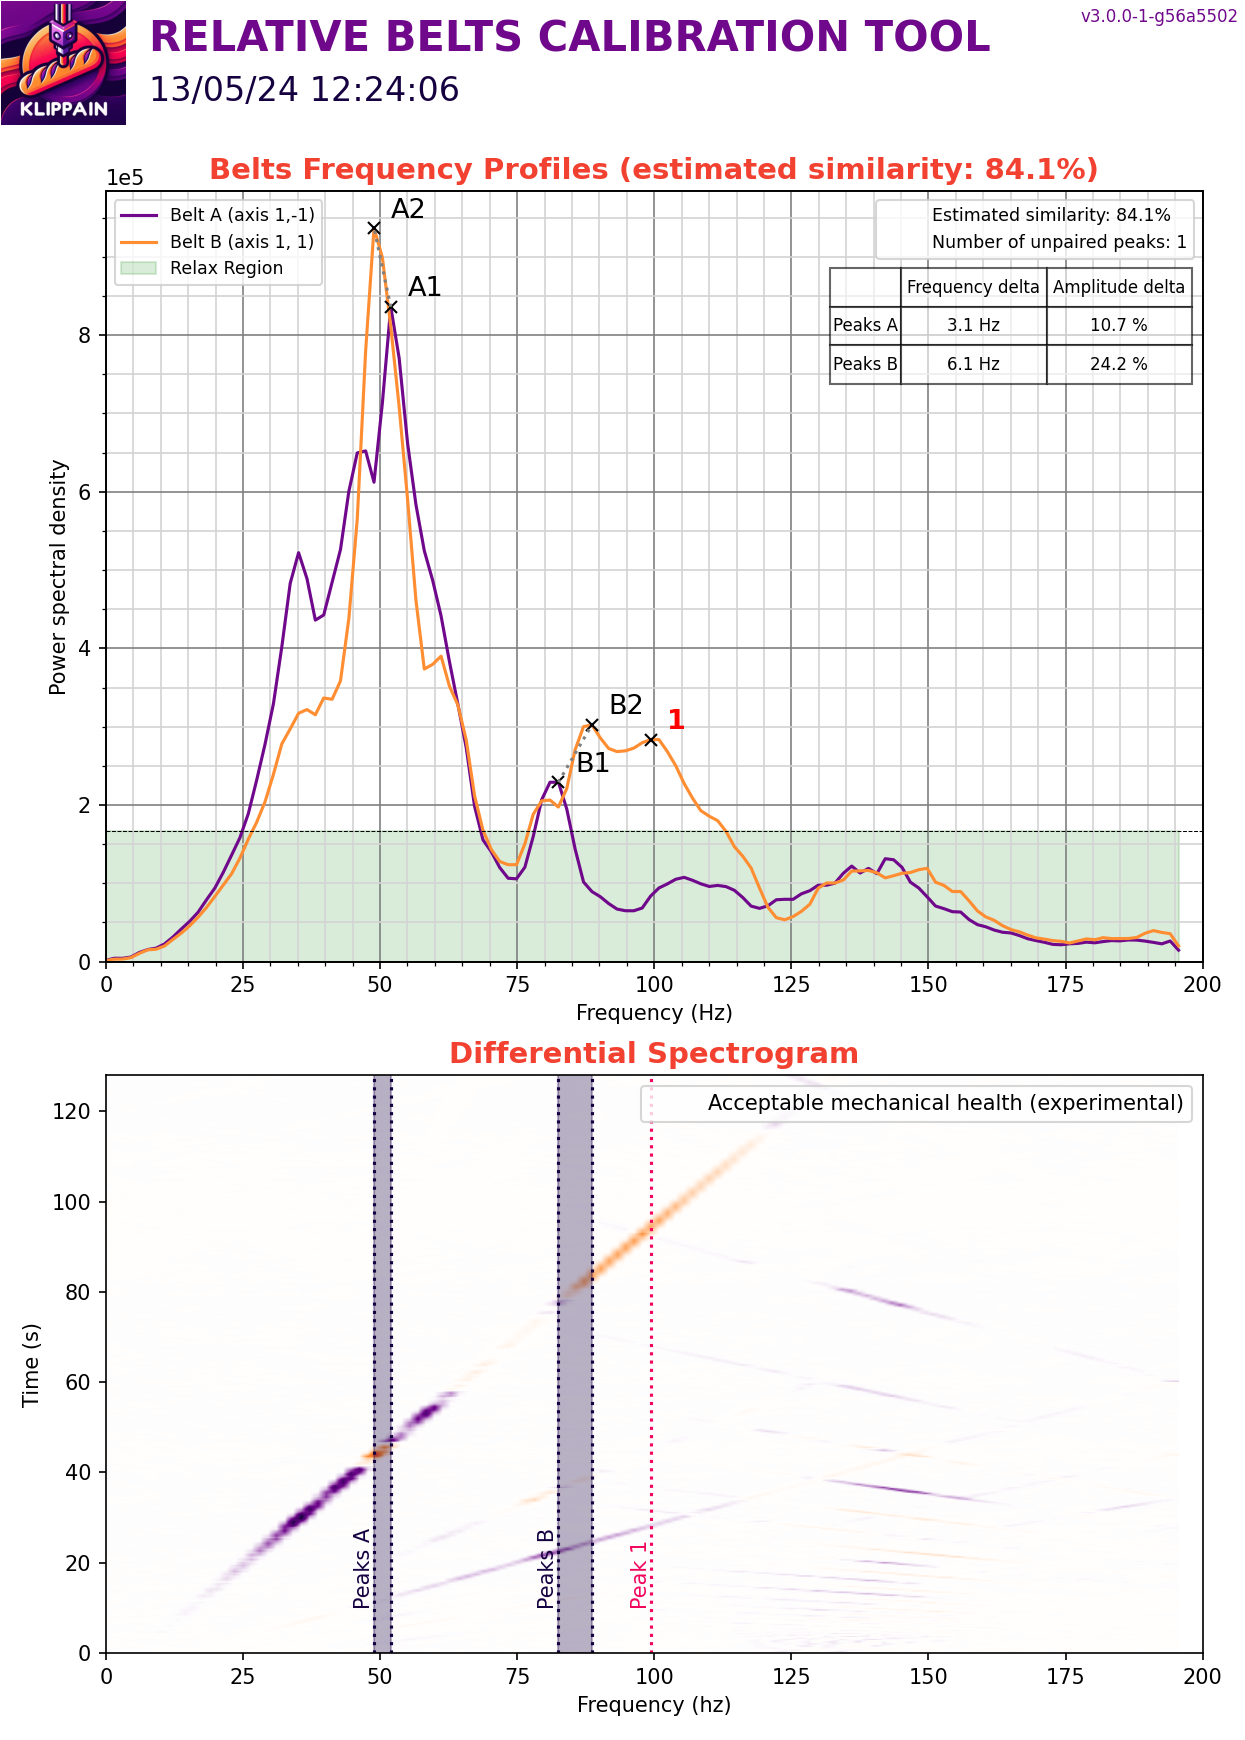 v3.0.0-1-g56a5502
RELATIVE BELTS CALIBRATION TOOL
13/05/24 12:24:06
KLIPPAIN
Belts Frequency Profiles (estimated similarity: 84.1%)
1e5
Belt A (axis 1,-1)
Belt B (axis 1, 1)
Relax Region
A2
A1
Estimated similarity: 84.1%
Number of unpaired peaks: 1
Frequency delta Amplitude delta
Peaks A 3.1 Hz 10.7 %
Peaks B 6.1 Hz 24.2 %
B2
1
B1
Power spectral density
8
6
4
2
0
0 25 50 75 100 125 150 175 200
Frequency (Hz)
Differential Spectrogram
Acceptable mechanical health (experimental)
Time (s)
120
100
80
60
40
20
0
Peaks A
Peaks B
Peak 1
0 25 50 75 100 125 150 175 200
Frequency (hz)